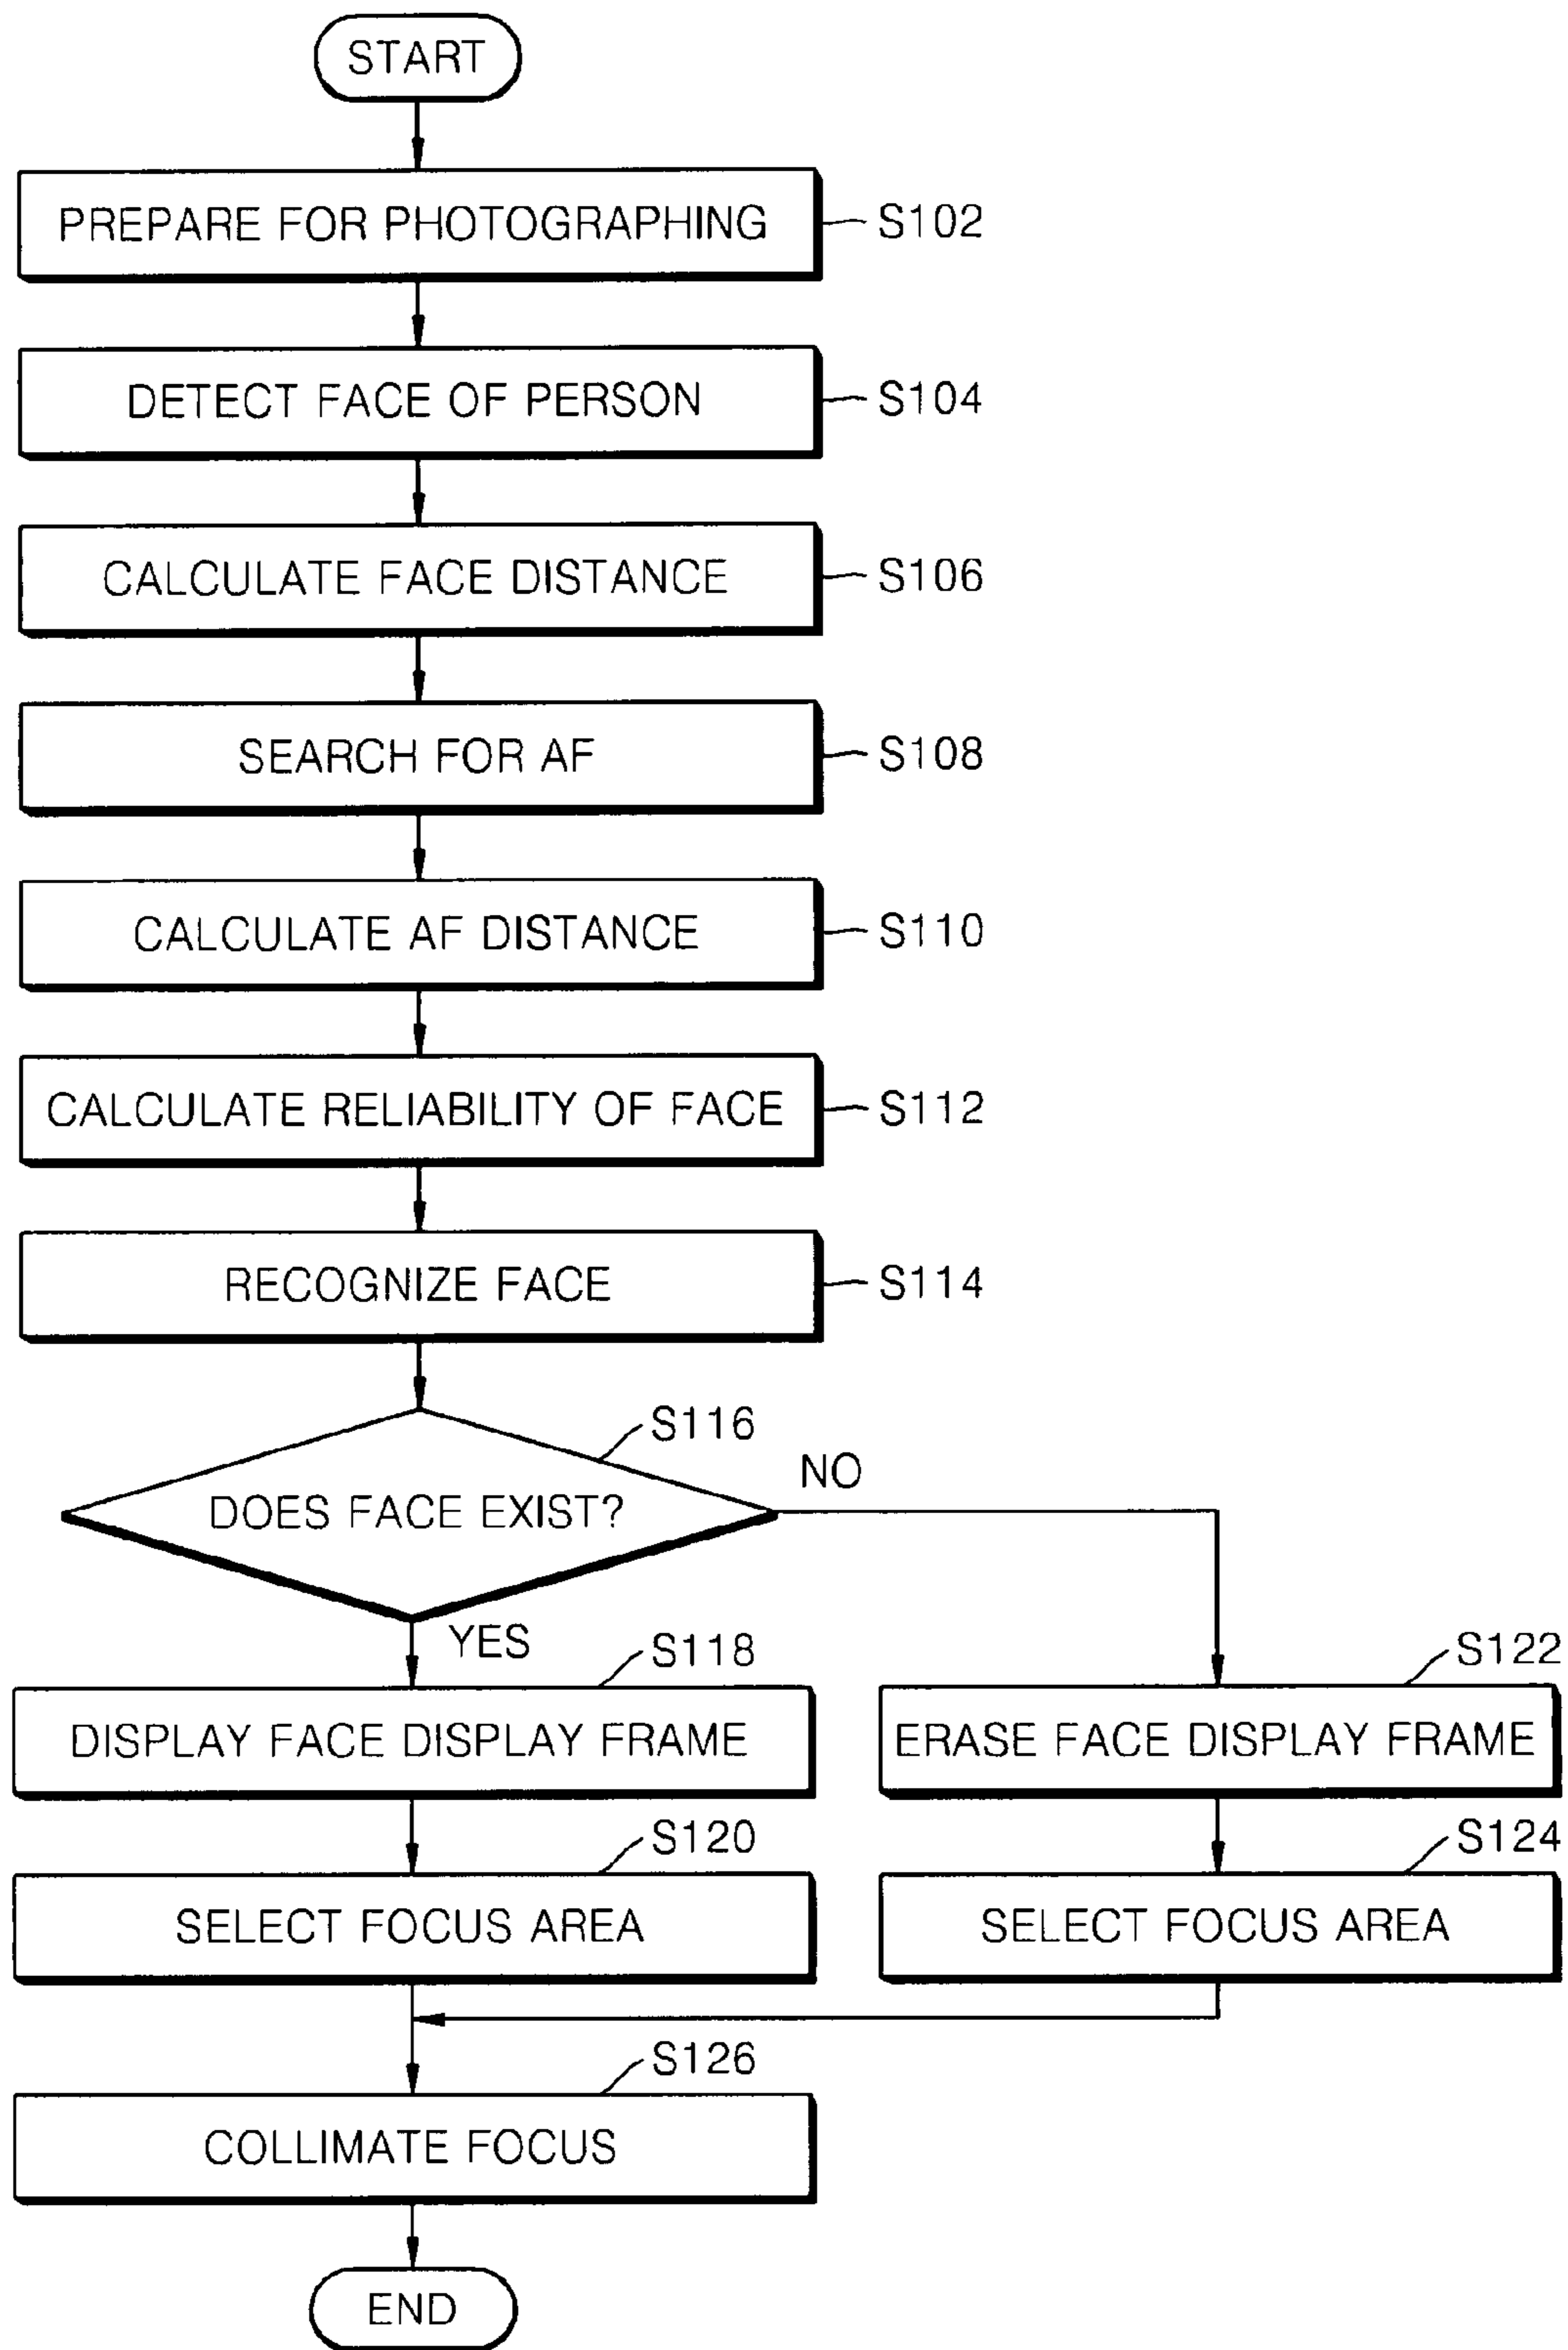 START
PREPARE FOR PHOTOGRAPHING
S102
DETECT FACE OF PERSON
S104
CALCULATE FACE DISTANCE
S106
SEARCH FOR AF
S108
CALCULATE AF DISTANCE
S110
CALCULATE RELIABILITY OF FACE
S112
RECOGNIZE FACE
S114
S116
DOES FACE EXIST?
NO
YES
S118
DISPLAY FACE DISPLAY FRAME
S122
ERASE FACE DISPLAY FRAME
S120
SELECT FOCUS AREA
S124
SELECT FOCUS AREA
S126
COLLIMATE FOCUS
END